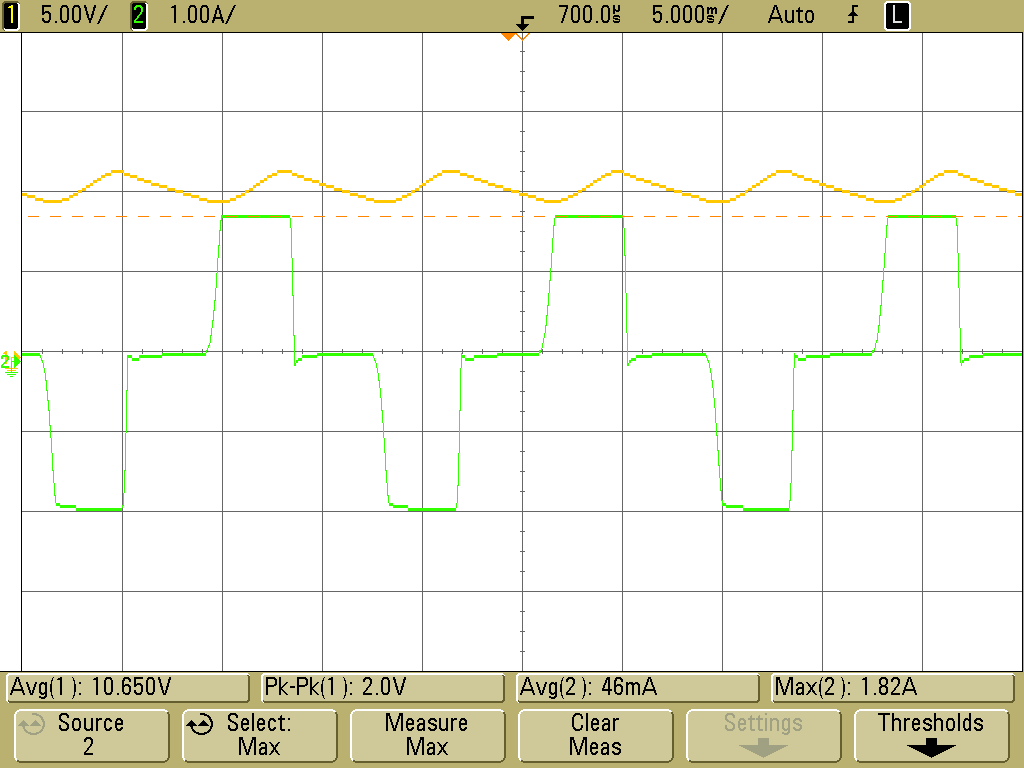 1 5.00V/ 2 1.00A/ 700.0µs 5.000ms/ Auto L
2
Avg(1): 10.650V Pk-Pk(1): 2.0V Avg(2): 46mA Max(2): 1.82A
Source Select: Measure Clear Settings Thresholds
2 Max Max Meas